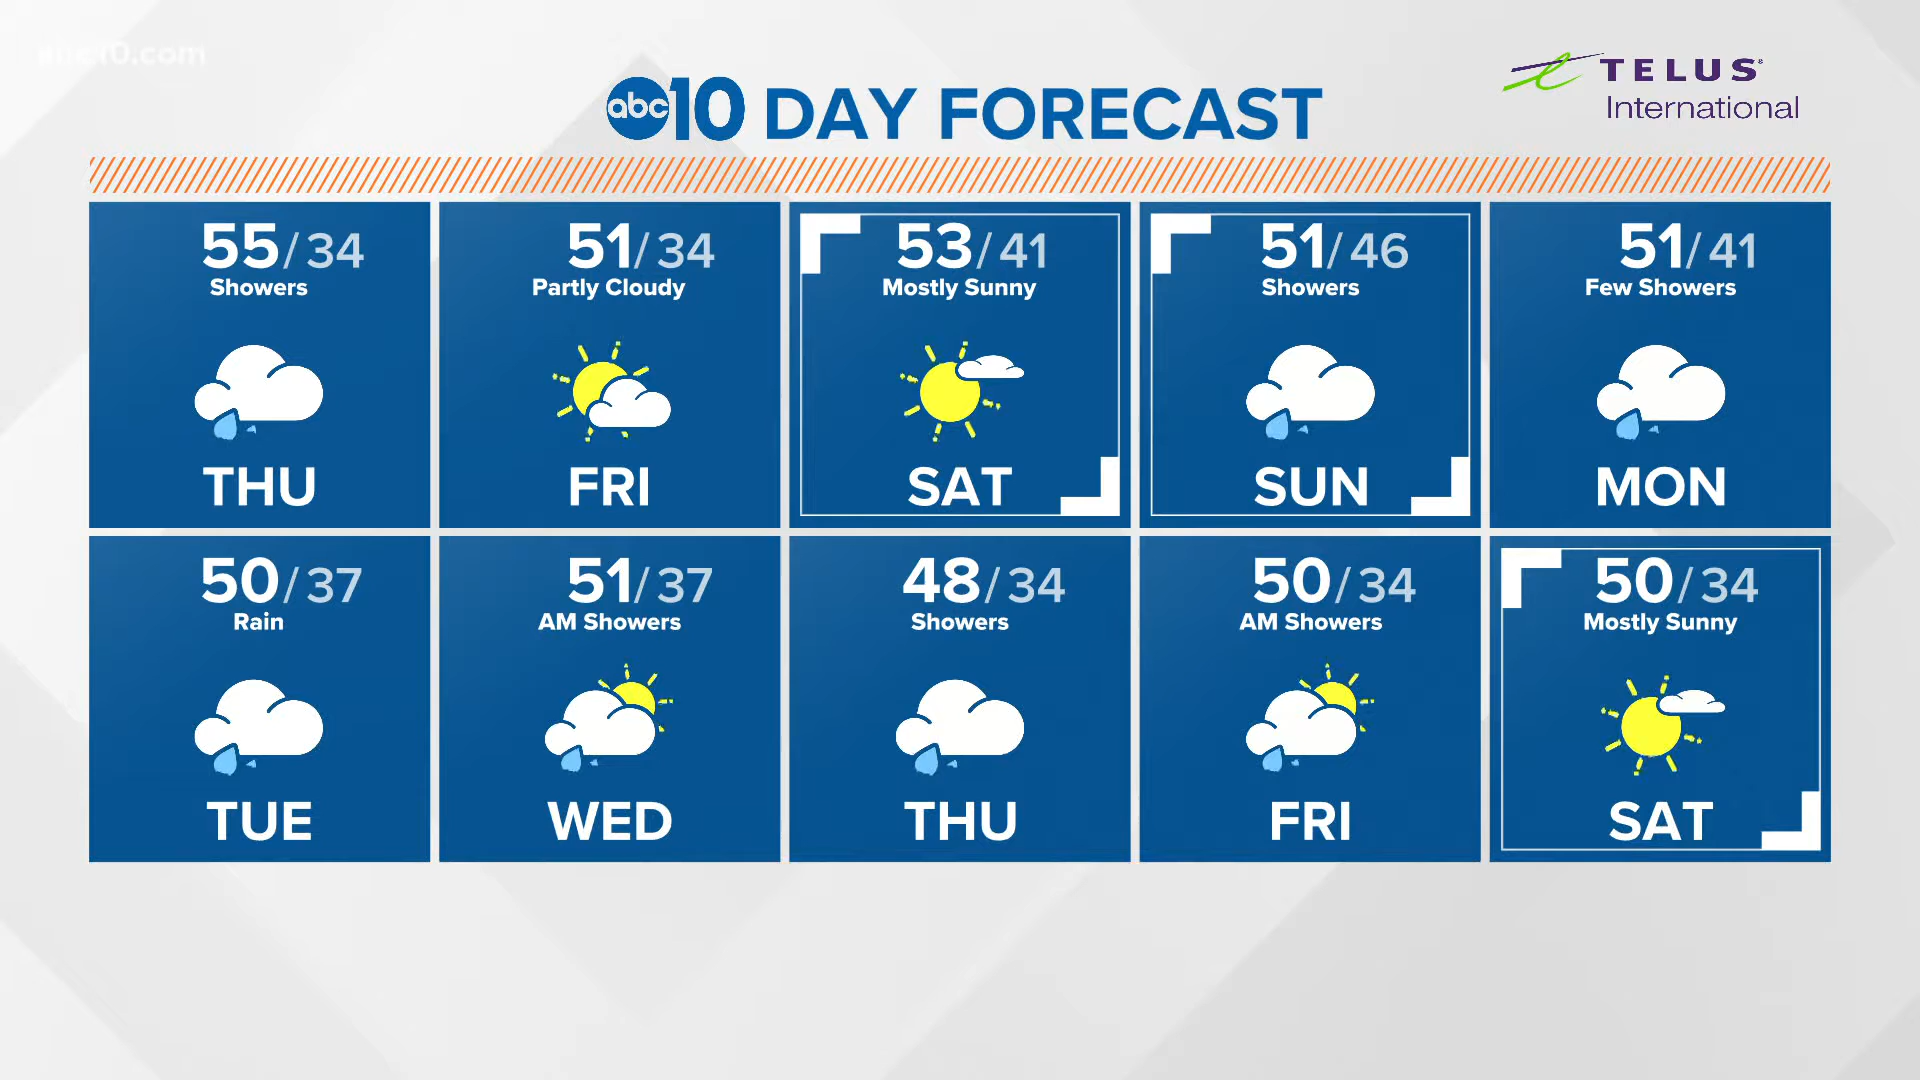 abc10.com
abc10 DAY FORECAST
TELUS®
International
55/34
Showers
THU
51/34
Partly Cloudy
FRI
53/41
Mostly Sunny
SAT
51/46
Showers
SUN
51/41
Few Showers
MON
50/37
Rain
TUE
51/37
AM Showers
WED
48/34
Showers
THU
50/34
AM Showers
FRI
50/34
Mostly Sunny
SAT